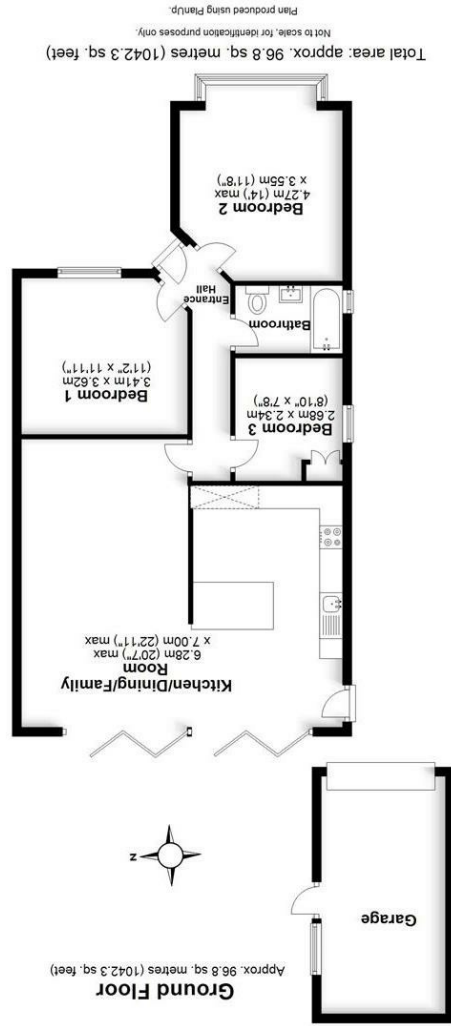 Ground Floor
Approx. 96.8 sq. metres (1042.3 sq. feet)
Garage
N
Kitchen/Dining/Family
Room
6.28m (20'7") max
x 7.00m (22'11") max
Bedroom 3
2.68m x 2.34m
(8'10" x 7'8")
Bedroom 1
3.41m x 3.62m
(11'2" x 11'11")
Bathroom
Entrance
Hall
Bedroom 2
4.27m (14') max
x 3.55m (11'8")
Total area: approx. 96.8 sq. metres (1042.3 sq. feet)
Not to scale, for identification purposes only.
Plan produced using PlanUp.